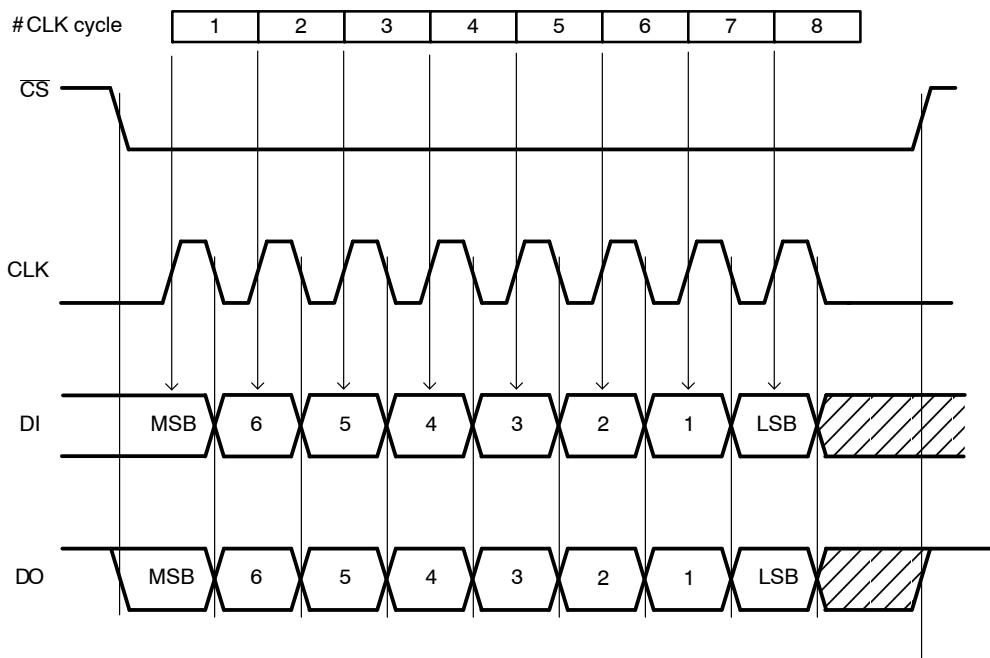 # CLK cycle 1 2 3 4 5 6 7 8
CS
CLK
DI MSB 6 5 4 3 2 1 LSB
DO MSB 6 5 4 3 2 1 LSB